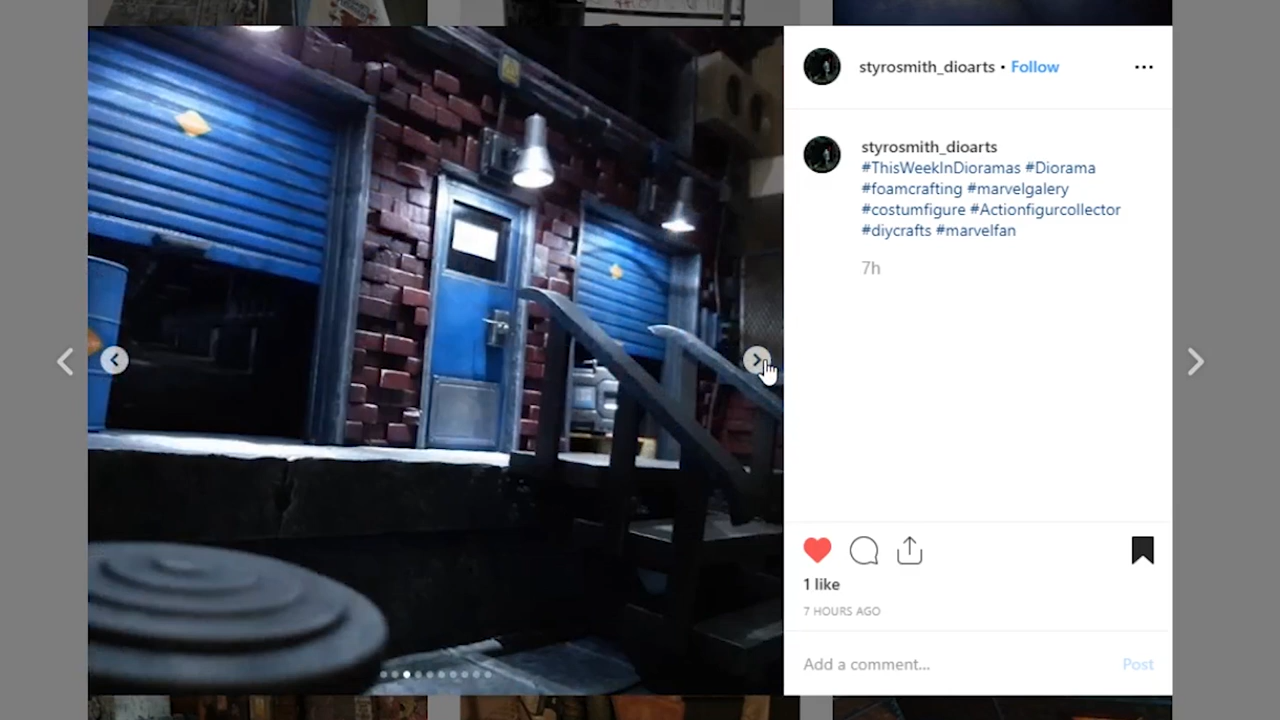 styrosmith_dioarts • Follow
styrosmith_dioarts
#ThisWeekInDioramas #Diorama
#foamcrafting #marvelgalery
#costumfigure #Actionfigurcollector
#diycrafts #marvelfan
7h
1 like
7 HOURS AGO
Add a comment... Post